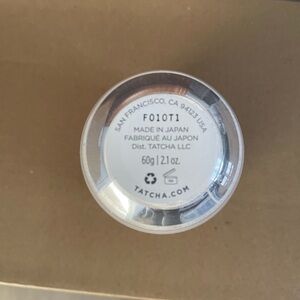 SAN FRANCISCO, CA 94123 USA
F010T1
MADE IN JAPAN
FABRIQUÉ AU JAPON
Dist. TATCHA LLC
60g | 2.1 oz.
TATCHA.COM